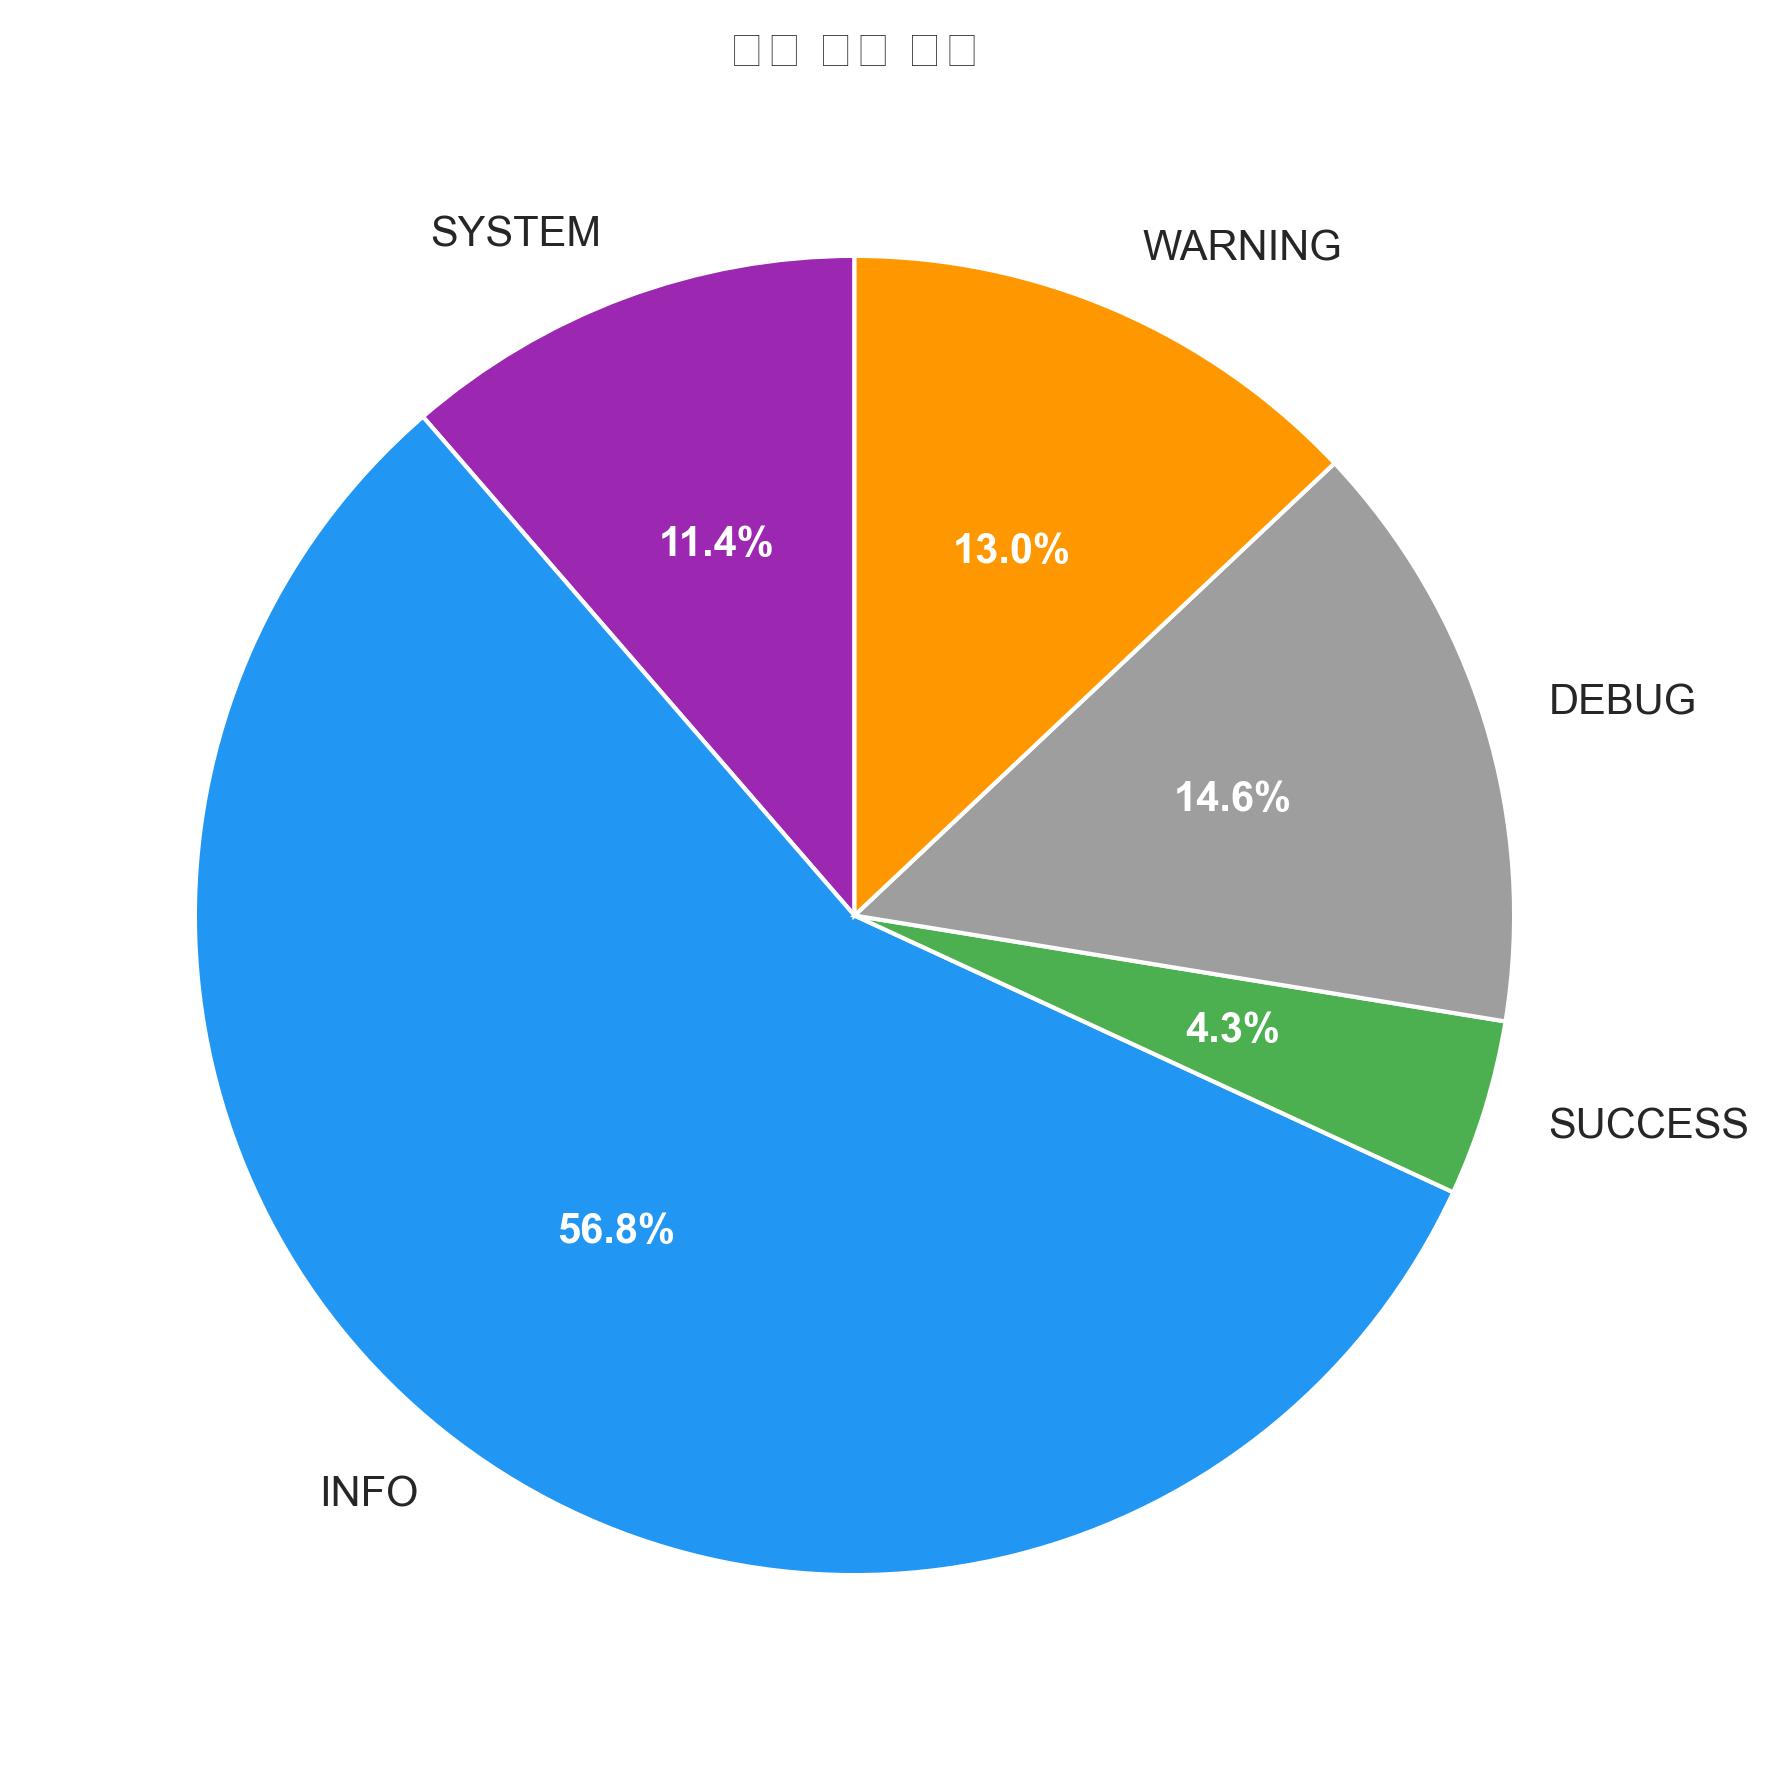 SYSTEM
WARNING
11.4%
13.0%
DEBUG
14.6%
4.3%
SUCCESS
56.8%
INFO